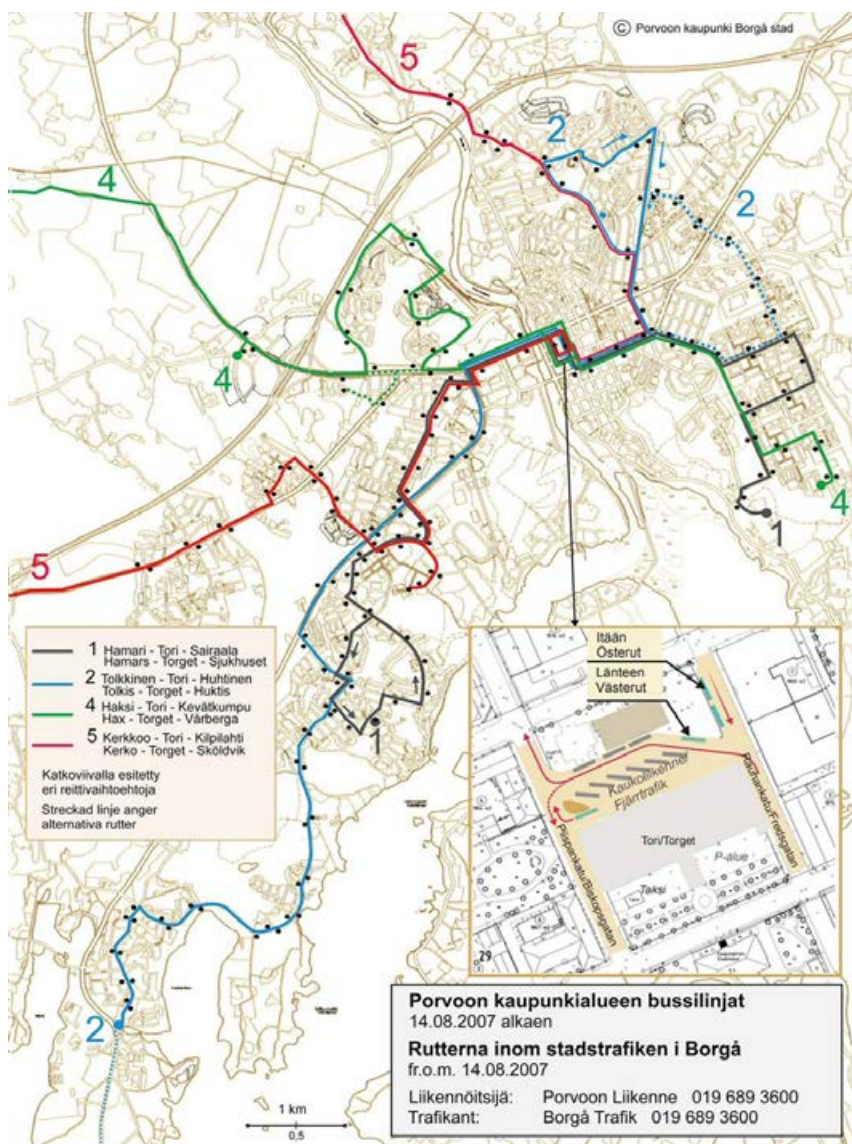 © Porvoon kaupunki Borgå stad
5
2
4
2
4
4
1
5
1
2
1 Hamari - Tori - Sairaala
Hamars - Torget - Sjukhuset
2 Tolkkinen - Tori - Huhtinen
Tolkis - Torget - Huktis
4 Haksi - Tori - Kevätkumpu
Hax - Torget - Vårberga
5 Kerkkoo - Tori - Kilpilahti
Kerko - Torget - Sköldvik
Katkoviivalla esitetty
eri reittivaihtoehtoja
Streckad linje anger
alternativa rutter
Itään
Österut
Länteen
Västerut
Kaukoliikenne
Fjärrtrafik
Piispankatu/Biskopsgatan
Rauhankatu/Fredsgatan
Tori/Torget
P-alue
Taksi
29
1 km
0,5
Porvoon kaupunkialueen bussilinjat
14.08.2007 alkaen
Rutterna inom stadstrafiken i Borgå
fr.o.m. 14.08.2007
Liikennöitsijä: Porvoon Liikenne 019 689 3600
Trafikant: Borgå Trafik 019 689 3600